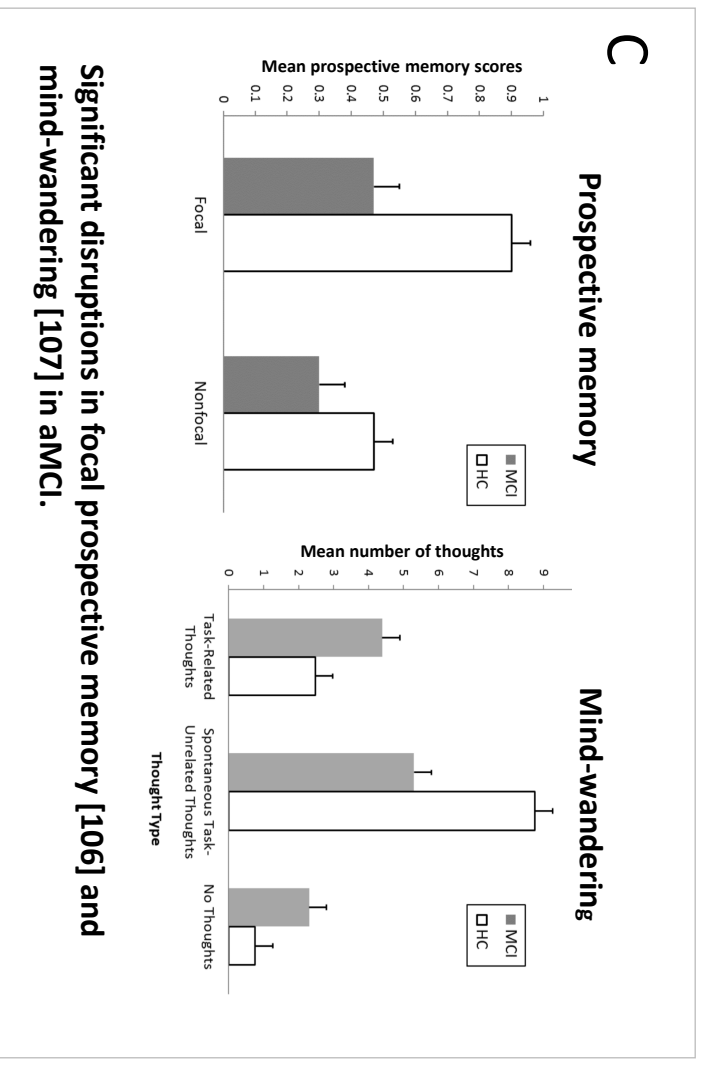 C
Prospective memory
Mean prospective memory scores
1
0.9
0.8
0.7
0.6
0.5
0.4
0.3
0.2
0.1
0
Focal
Nonfocal
MCI
HC
Mind-wandering
Mean number of thoughts
9
8
7
6
5
4
3
2
1
0
Task-Related
Thoughts
Spontaneous Task-
Unrelated Thoughts
No Thoughts
Thought Type
MCI
HC
Significant disruptions in focal prospective memory [106] and
mind-wandering [107] in aMCI.